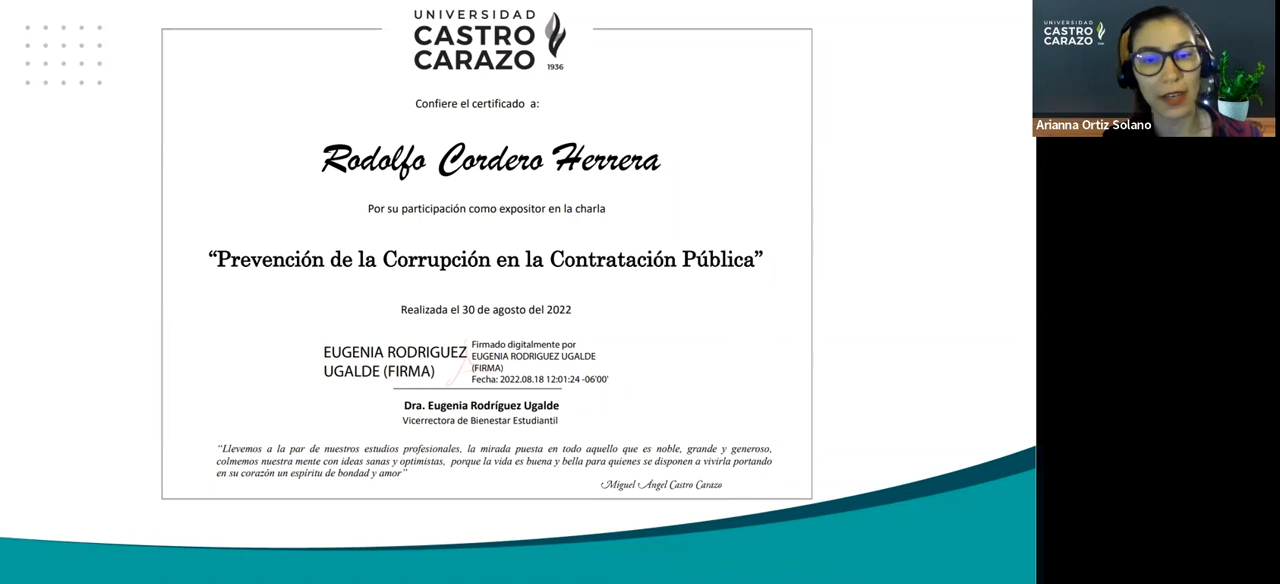 UNIVERSIDAD
CASTRO
CARAZO
1936
Confiere el certificado a:
Rodolfo Cordero Herrera
Por su participación como expositor en la charla
“Prevención de la Corrupción en la Contratación Pública”
Realizada el 30 de agosto del 2022
EUGENIA RODRIGUEZ
UGALDE (FIRMA)
Firmado digitalmente por
EUGENIA RODRIGUEZ UGALDE
(FIRMA)
Fecha: 2022.08.18 12:01:24 -06'00'
Dra. Eugenia Rodríguez Ugalde
Vicerrectora de Bienestar Estudiantil
“Llevemos a la par de nuestros estudios profesionales, la mirada puesta en todo aquello que es noble, grande y generoso,
colmemos nuestra mente con ideas sanas y optimistas, porque la vida es buena y bella para quienes se disponen a vivirla portando
en su corazón un espíritu de bondad y amor”
Miguel Ángel Castro Carazo
UNIVERSIDAD
CASTRO
CARAZO
Arianna Ortiz Solano